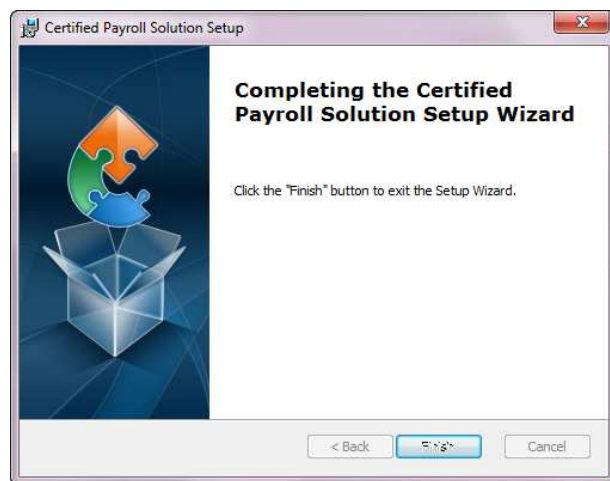 Certified Payroll Solution Setup
Completing the Certified
Payroll Solution Setup Wizard
Click the "Finish" button to exit the Setup Wizard.
< Back
Finish
Cancel